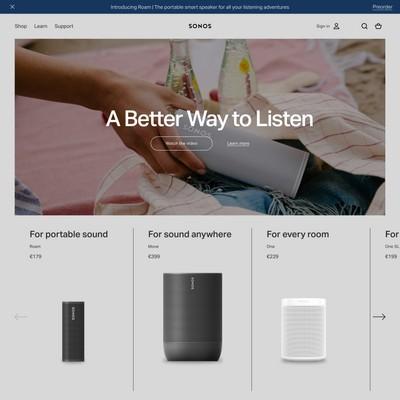 Introducing Roam | The portable smart speaker for all your listening adventures
Preorder
Shop
Learn
Support
SONOS
Sign in
A Better Way to Listen
SONOS
Watch the video
Learn more
For portable sound
Roam
€179
For sound anywhere
Move
€399
For every room
One
€229
For
One SL
€199
SONOS
SONOS